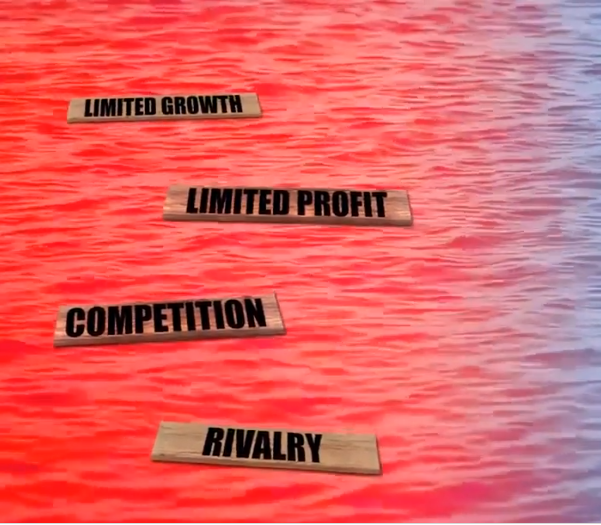 LIMITED GROWTH
LIMITED PROFIT
COMPETITION
RIVALRY